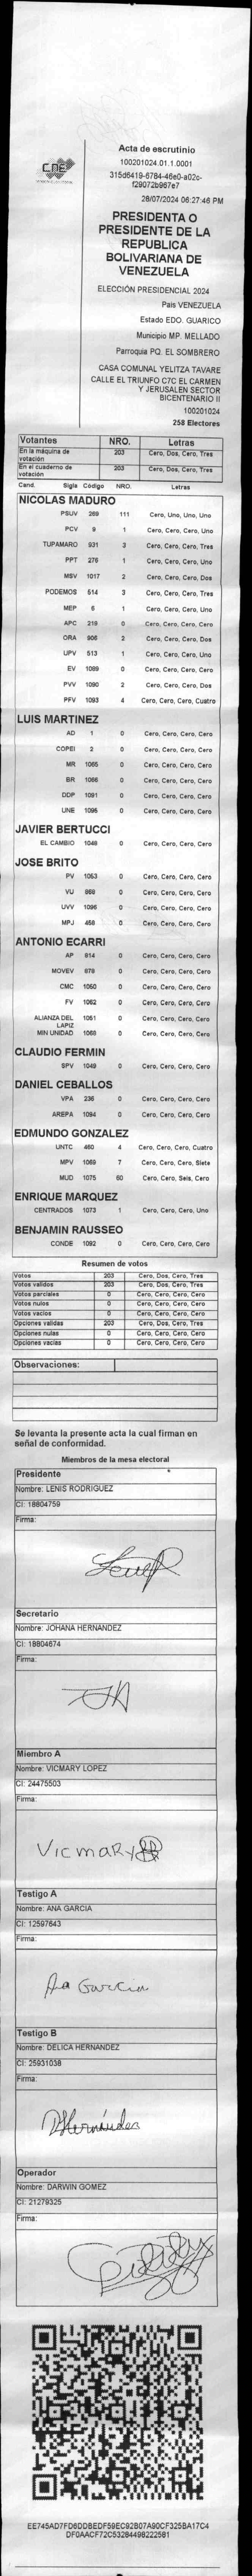 CNE
Acta de escrutinio
100201024.01.1.0001
315d6419-6784-46e0-a02c-
f29072b967e7
28/07/2024 06:27:46 PM
PRESIDENTA O
PRESIDENTE DE LA
REPUBLICA
BOLIVARIANA DE
VENEZUELA
ELECCIÓN PRESIDENCIAL 2024
Pais VENEZUELA
Estado EDO. GUARICO
Municipio MP. MELLADO
Parroquia PQ. EL SOMBRERO
CASA COMUNAL YELITZA TAVARE
CALLE EL TRIUNFO C7C EL CARMEN
Y JERUSALEN SECTOR
BICENTENARIO II
100201024
258 Electores
Votantes NRO. Letras
En la máquina de votación 203 Cero, Dos, Cero, Tres
En el cuaderno de votación 203 Cero, Dos, Cero, Tres
Cand. Sigla Código NRO. Letras
NICOLAS MADURO
PSUV 269 111 Cero, Uno, Uno, Uno
PCV 9 1 Cero, Cero, Cero, Uno
TUPAMARO 931 3 Cero, Cero, Cero, Tres
PPT 276 1 Cero, Cero, Cero, Uno
MSV 1017 2 Cero, Cero, Cero, Dos
PODEMOS 514 3 Cero, Cero, Cero, Tres
MEP 6 1 Cero, Cero, Cero, Uno
APC 219 0 Cero, Cero, Cero, Cero
ORA 906 2 Cero, Cero, Cero, Dos
UPV 513 1 Cero, Cero, Cero, Uno
EV 1089 0 Cero, Cero, Cero, Cero
PVV 1090 2 Cero, Cero, Cero, Dos
PFV 1093 4 Cero, Cero, Cero, Cuatro
LUIS MARTINEZ
AD 1 0 Cero, Cero, Cero, Cero
COPEI 2 0 Cero, Cero, Cero, Cero
MR 1065 0 Cero, Cero, Cero, Cero
BR 1066 0 Cero, Cero, Cero, Cero
DDP 1091 0 Cero, Cero, Cero, Cero
UNE 1095 0 Cero, Cero, Cero, Cero
JAVIER BERTUCCI
EL CAMBIO 1048 0 Cero, Cero, Cero, Cero
JOSE BRITO
PV 1053 0 Cero, Cero, Cero, Cero
VU 868 0 Cero, Cero, Cero, Cero
UVV 1096 0 Cero, Cero, Cero, Cero
MPJ 458 0 Cero, Cero, Cero, Cero
ANTONIO ECARRI
AP 814 0 Cero, Cero, Cero, Cero
MOVEV 878 0 Cero, Cero, Cero, Cero
CMC 1050 0 Cero, Cero, Cero, Cero
FV 1062 0 Cero, Cero, Cero, Cero
ALIANZA DEL LAPIZ 1051 0 Cero, Cero, Cero, Cero
MIN UNIDAD 1068 0 Cero, Cero, Cero, Cero
CLAUDIO FERMIN
SPV 1049 0 Cero, Cero, Cero, Cero
DANIEL CEBALLOS
VPA 236 0 Cero, Cero, Cero, Cero
AREPA 1094 0 Cero, Cero, Cero, Cero
EDMUNDO GONZALEZ
UNTC 460 4 Cero, Cero, Cero, Cuatro
MPV 1069 7 Cero, Cero, Cero, Siete
MUD 1075 60 Cero, Cero, Seis, Cero
ENRIQUE MARQUEZ
CENTRADOS 1073 1 Cero, Cero, Cero, Uno
BENJAMIN RAUSSEO
CONDE 1092 0 Cero, Cero, Cero, Cero
Resumen de votos
Votos 203 Cero, Dos, Cero, Tres
Votos validos 203 Cero, Dos, Cero, Tres
Votos parciales 0 Cero, Cero, Cero, Cero
Votos nulos 0 Cero, Cero, Cero, Cero
Votos vacios 0 Cero, Cero, Cero, Cero
Opciones validas 203 Cero, Dos, Cero, Tres
Opciones nulas 0 Cero, Cero, Cero, Cero
Opciones vacias 0 Cero, Cero, Cero, Cero
Observaciones:
Se levanta la presente acta la cual firman en
señal de conformidad.
Miembros de la mesa electoral
Presidente
Nombre: LENIS RODRIGUEZ
CI: 18804759
Firma:
Secretario
Nombre: JOHANA HERNANDEZ
CI: 18804674
Firma:
Miembro A
Nombre: VICMARY LOPEZ
CI: 24475503
Firma:
Vicmary
Testigo A
Nombre: ANA GARCIA
CI: 12597643
Firma:
Ana Garcia
Testigo B
Nombre: DELICA HERNANDEZ
CI: 25931038
Firma:
DHernández
Operador
Nombre: DARWIN GOMEZ
CI: 21279325
Firma:
EE745AD7FD6DDBEDF59EC92B07A90CF325BA17C4
DF0AACF72C53284498222581